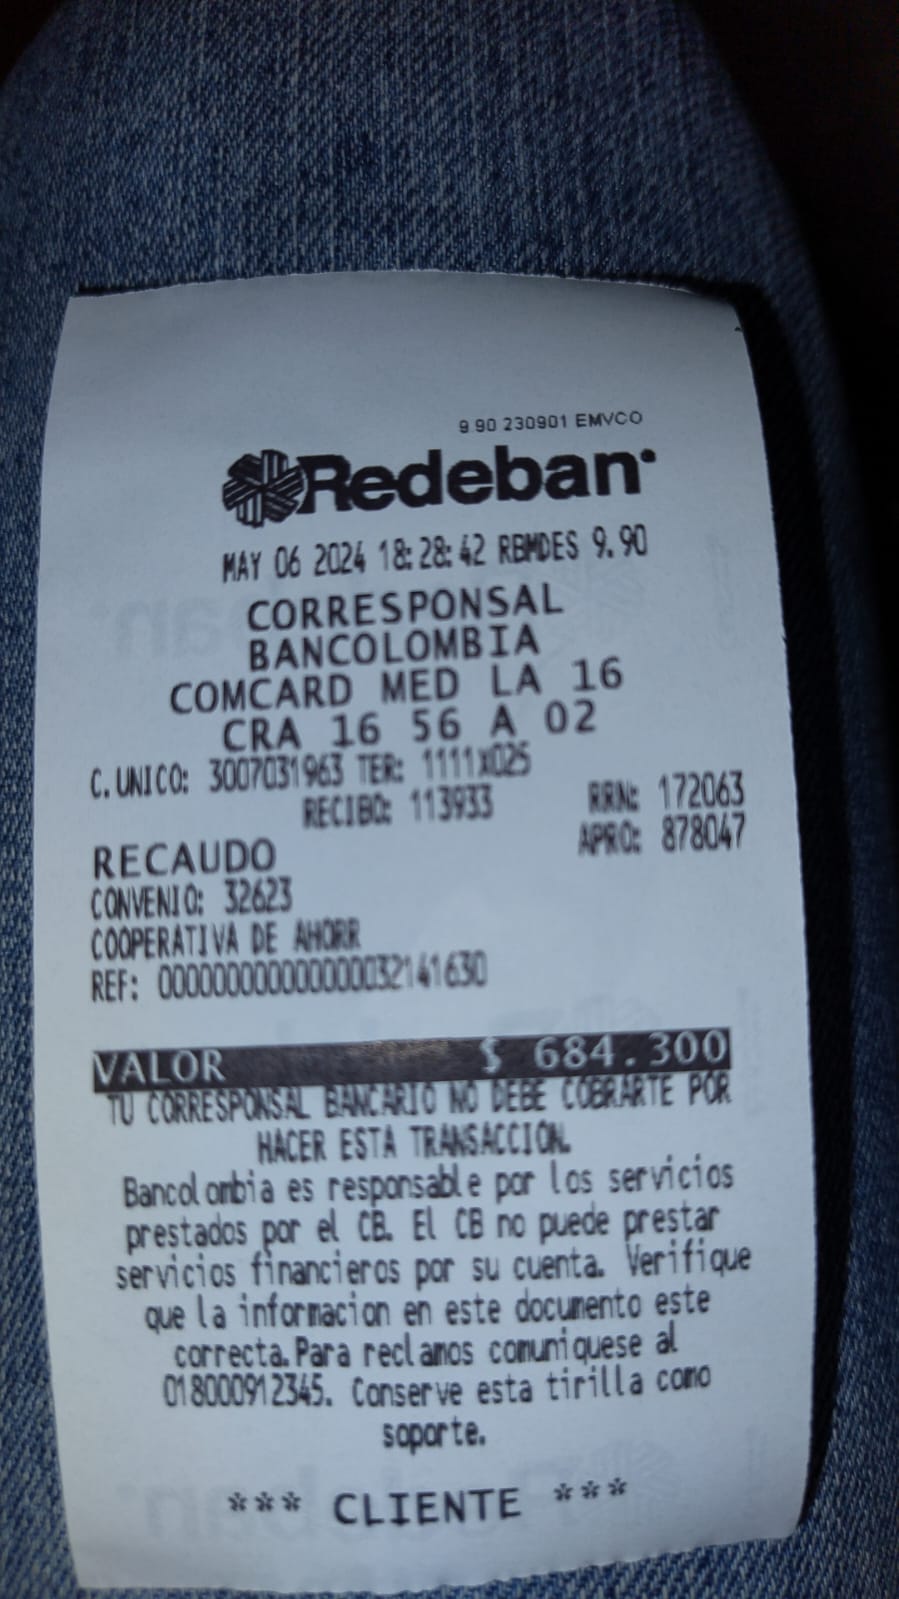 9.90 230901 EMVCO
Redeban
MAY 06 2024 18:28:42 RBMDES 9.90
CORRESPONSAL
BANCOLOMBIA
COMCARD MED LA 16
CRA 16 56 A 02
C. UNICO: 3007031963 TER: 1111X025
RECIBO: 113933 RRN: 172063
RECAUDO APRO: 878047
CONVENIO: 32623
COOPERATIVA DE AHORR
REF: 000000000000000032141630
VALOR $ 684.300
TU CORRESPONSAL BANCARIO NO DEBE COBRARTE POR
HACER ESTA TRANSACCION.
Bancolombia es responsable por los servicios
prestados por el CB. El CB no puede prestar
servicios financieros por su cuenta. Verifique
que la informacion en este documento este
correcta.Para reclamos comuniquese al
018000912345. Conserve esta tirilla como
soporte.
*** CLIENTE ***